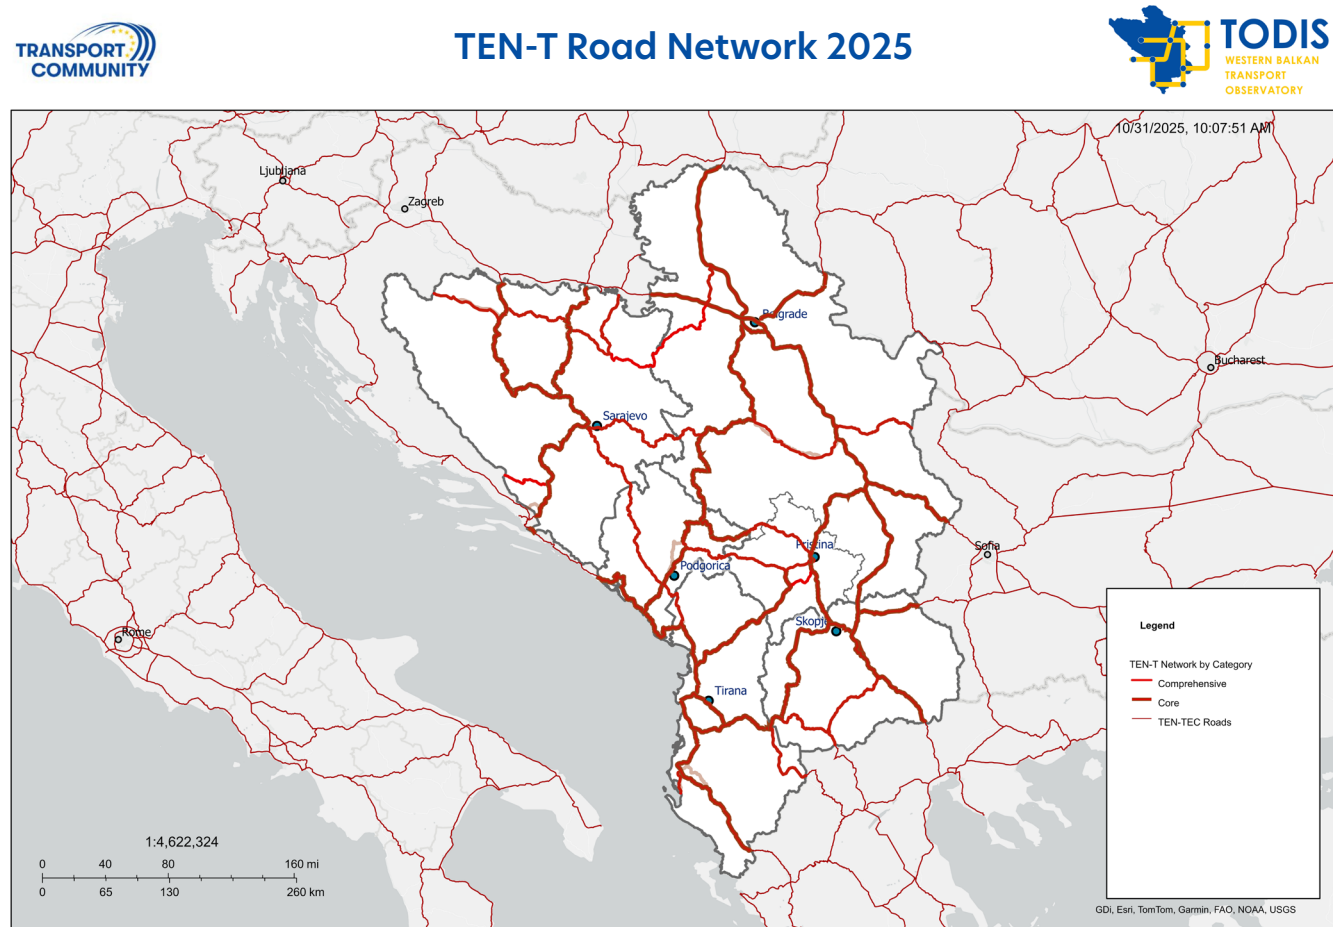 TRANSPORT
COMMUNITY
TEN-T Road Network 2025
TODIS
WESTERN BALKAN
TRANSPORT
OBSERVATORY
10/31/2025, 10:07:51 AM
Ljubljana
Zagreb
Belgrade
Bucharest
Sarajevo
Sofia
Pristina
Podgorica
Skopje
Rome
Tirana
Legend
TEN-T Network by Category
Comprehensive
Core
TEN-TEC Roads
1:4,622,324
0 40 80 160 mi
0 65 130 260 km
GDi, Esri, TomTom, Garmin, FAO, NOAA, USGS